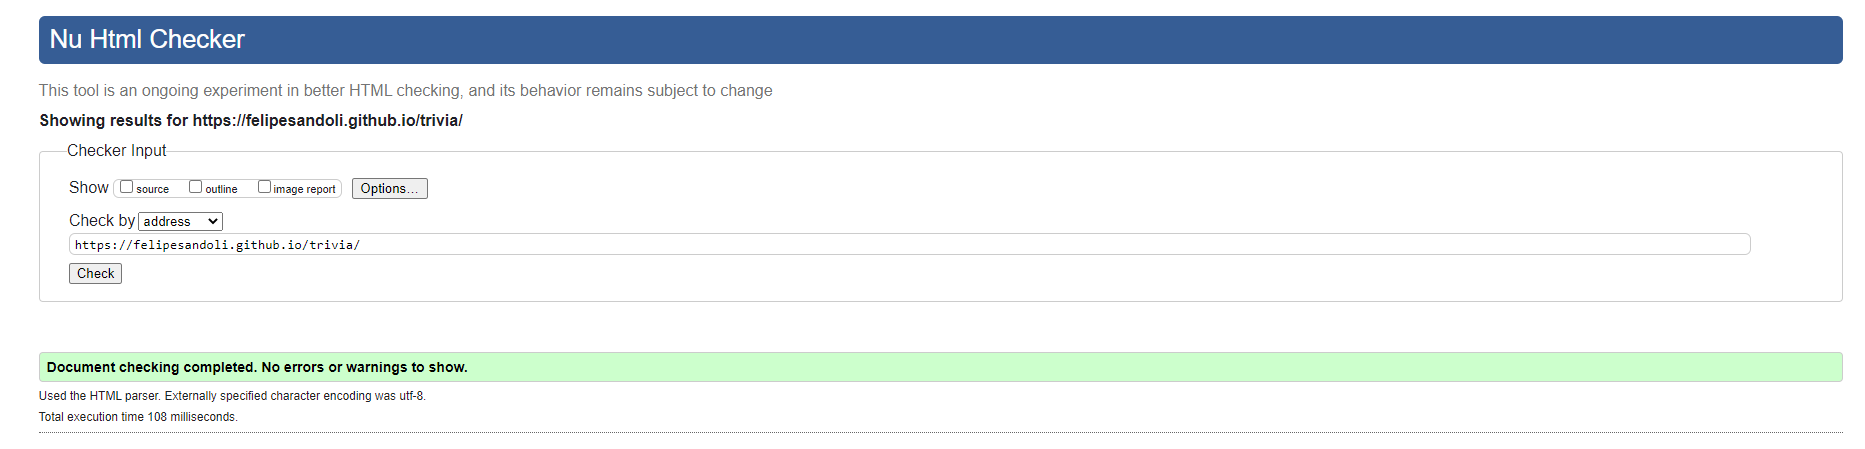 Nu Html Checker
This tool is an ongoing experiment in better HTML checking, and its behavior remains subject to change
Showing results for https://felipesandoli.github.io/trivia/
Checker Input
Show source outline image report Options...
Check by address
https://felipesandoli.github.io/trivia/
Check
Document checking completed. No errors or warnings to show.
Used the HTML parser. Externally specified character encoding was utf-8.
Total execution time 108 milliseconds.